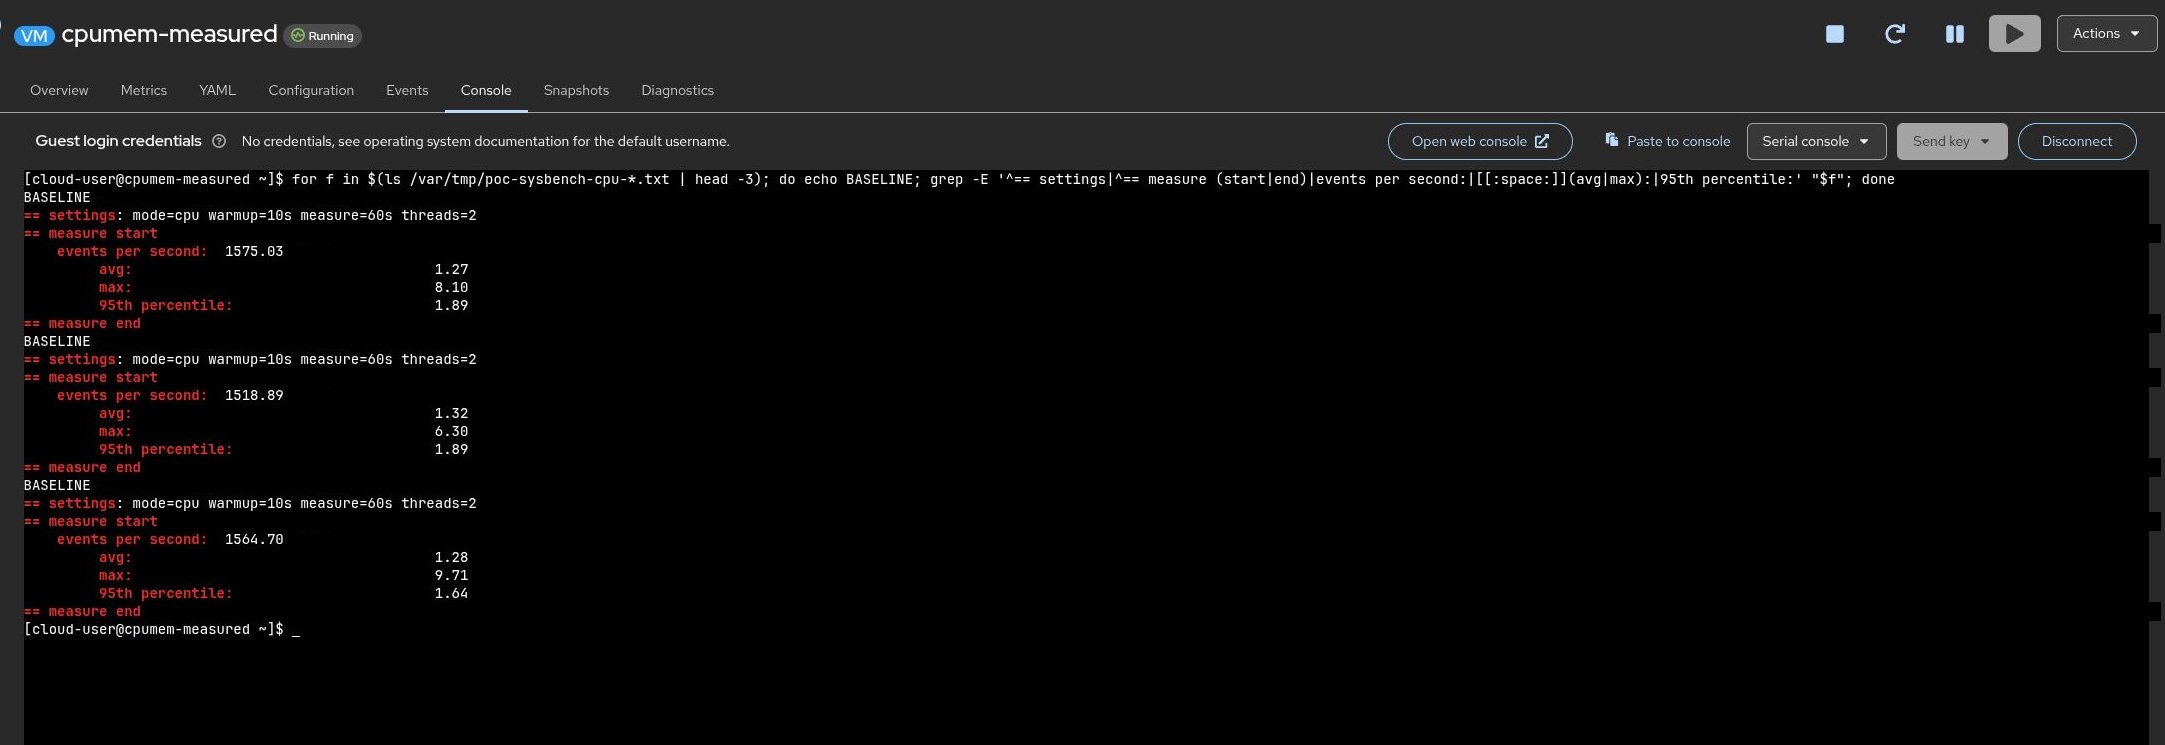 VM cpumem-measured Running
Actions
Overview Metrics YAML Configuration Events Console Snapshots Diagnostics
Guest login credentials ? No credentials, see operating system documentation for the default username. Open web console Paste to console Serial console Send key Disconnect
[cloud-user@cpumem-measured ~]$ for f in $(ls /var/tmp/poc-sysbench-cpu-*.txt | head -3); do echo BASELINE; grep -E '^== settings|^== measure (start|end)|events per second:|[[:space:]](avg|max):|95th percentile:' "$f"; done
BASELINE
== settings: mode=cpu warmup=10s measure=60s threads=2
== measure start
events per second: 1575.03
avg: 1.27
max: 8.10
95th percentile: 1.89
== measure end
BASELINE
== settings: mode=cpu warmup=10s measure=60s threads=2
== measure start
events per second: 1518.89
avg: 1.32
max: 6.30
95th percentile: 1.89
== measure end
BASELINE
== settings: mode=cpu warmup=10s measure=60s threads=2
== measure start
events per second: 1564.70
avg: 1.28
max: 9.71
95th percentile: 1.64
== measure end
[cloud-user@cpumem-measured ~]$ _